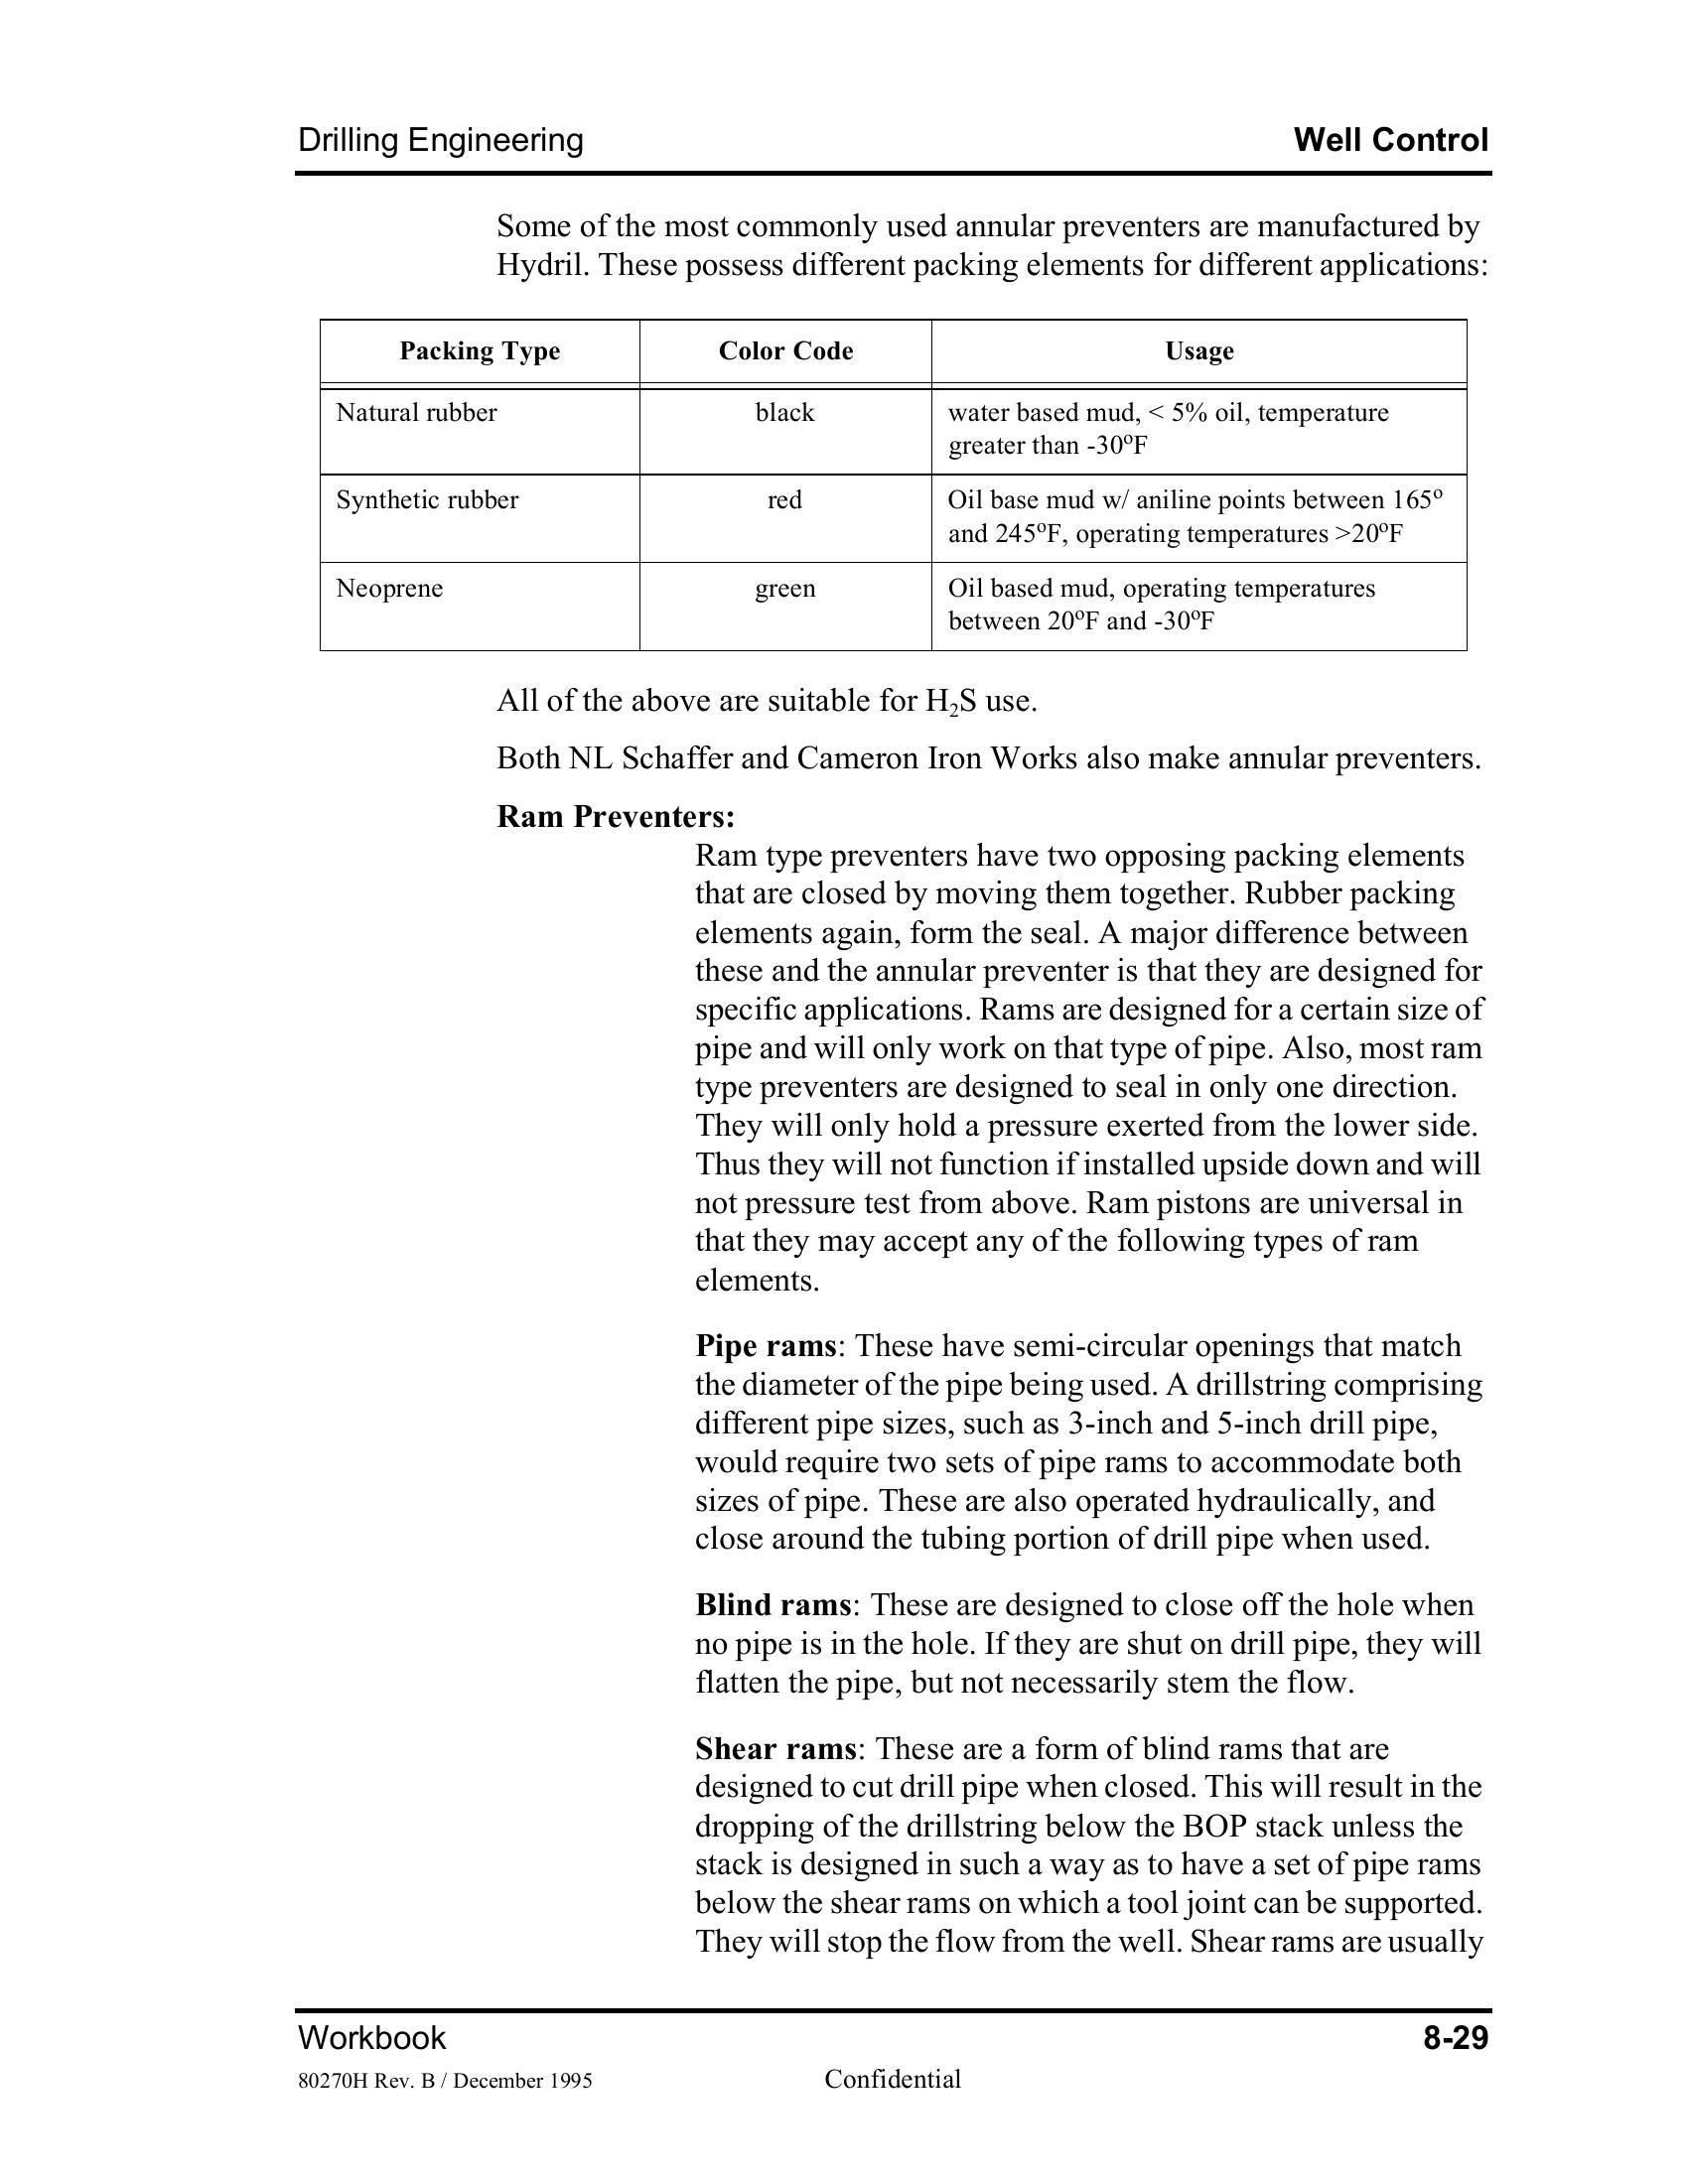 Drilling Engineering Well Control
Some of the most commonly used annular preventers are manufactured by
Hydril. These possess different packing elements for different applications:
Packing Type Color Code Usage
Natural rubber black water based mud, < 5% oil, temperature
greater than -30ºF
Synthetic rubber red Oil base mud w/ aniline points between 165º
and 245ºF, operating temperatures >20ºF
Neoprene green Oil based mud, operating temperatures
between 20ºF and -30ºF
All of the above are suitable for H₂S use.
Both NL Schaffer and Cameron Iron Works also make annular preventers.
Ram Preventers:
Ram type preventers have two opposing packing elements
that are closed by moving them together. Rubber packing
elements again, form the seal. A major difference between
these and the annular preventer is that they are designed for
specific applications. Rams are designed for a certain size of
pipe and will only work on that type of pipe. Also, most ram
type preventers are designed to seal in only one direction.
They will only hold a pressure exerted from the lower side.
Thus they will not function if installed upside down and will
not pressure test from above. Ram pistons are universal in
that they may accept any of the following types of ram
elements.
Pipe rams: These have semi-circular openings that match
the diameter of the pipe being used. A drillstring comprising
different pipe sizes, such as 3-inch and 5-inch drill pipe,
would require two sets of pipe rams to accommodate both
sizes of pipe. These are also operated hydraulically, and
close around the tubing portion of drill pipe when used.
Blind rams: These are designed to close off the hole when
no pipe is in the hole. If they are shut on drill pipe, they will
flatten the pipe, but not necessarily stem the flow.
Shear rams: These are a form of blind rams that are
designed to cut drill pipe when closed. This will result in the
dropping of the drillstring below the BOP stack unless the
stack is designed in such a way as to have a set of pipe rams
below the shear rams on which a tool joint can be supported.
They will stop the flow from the well. Shear rams are usually
Workbook 8-29
80270H Rev. B / December 1995 Confidential